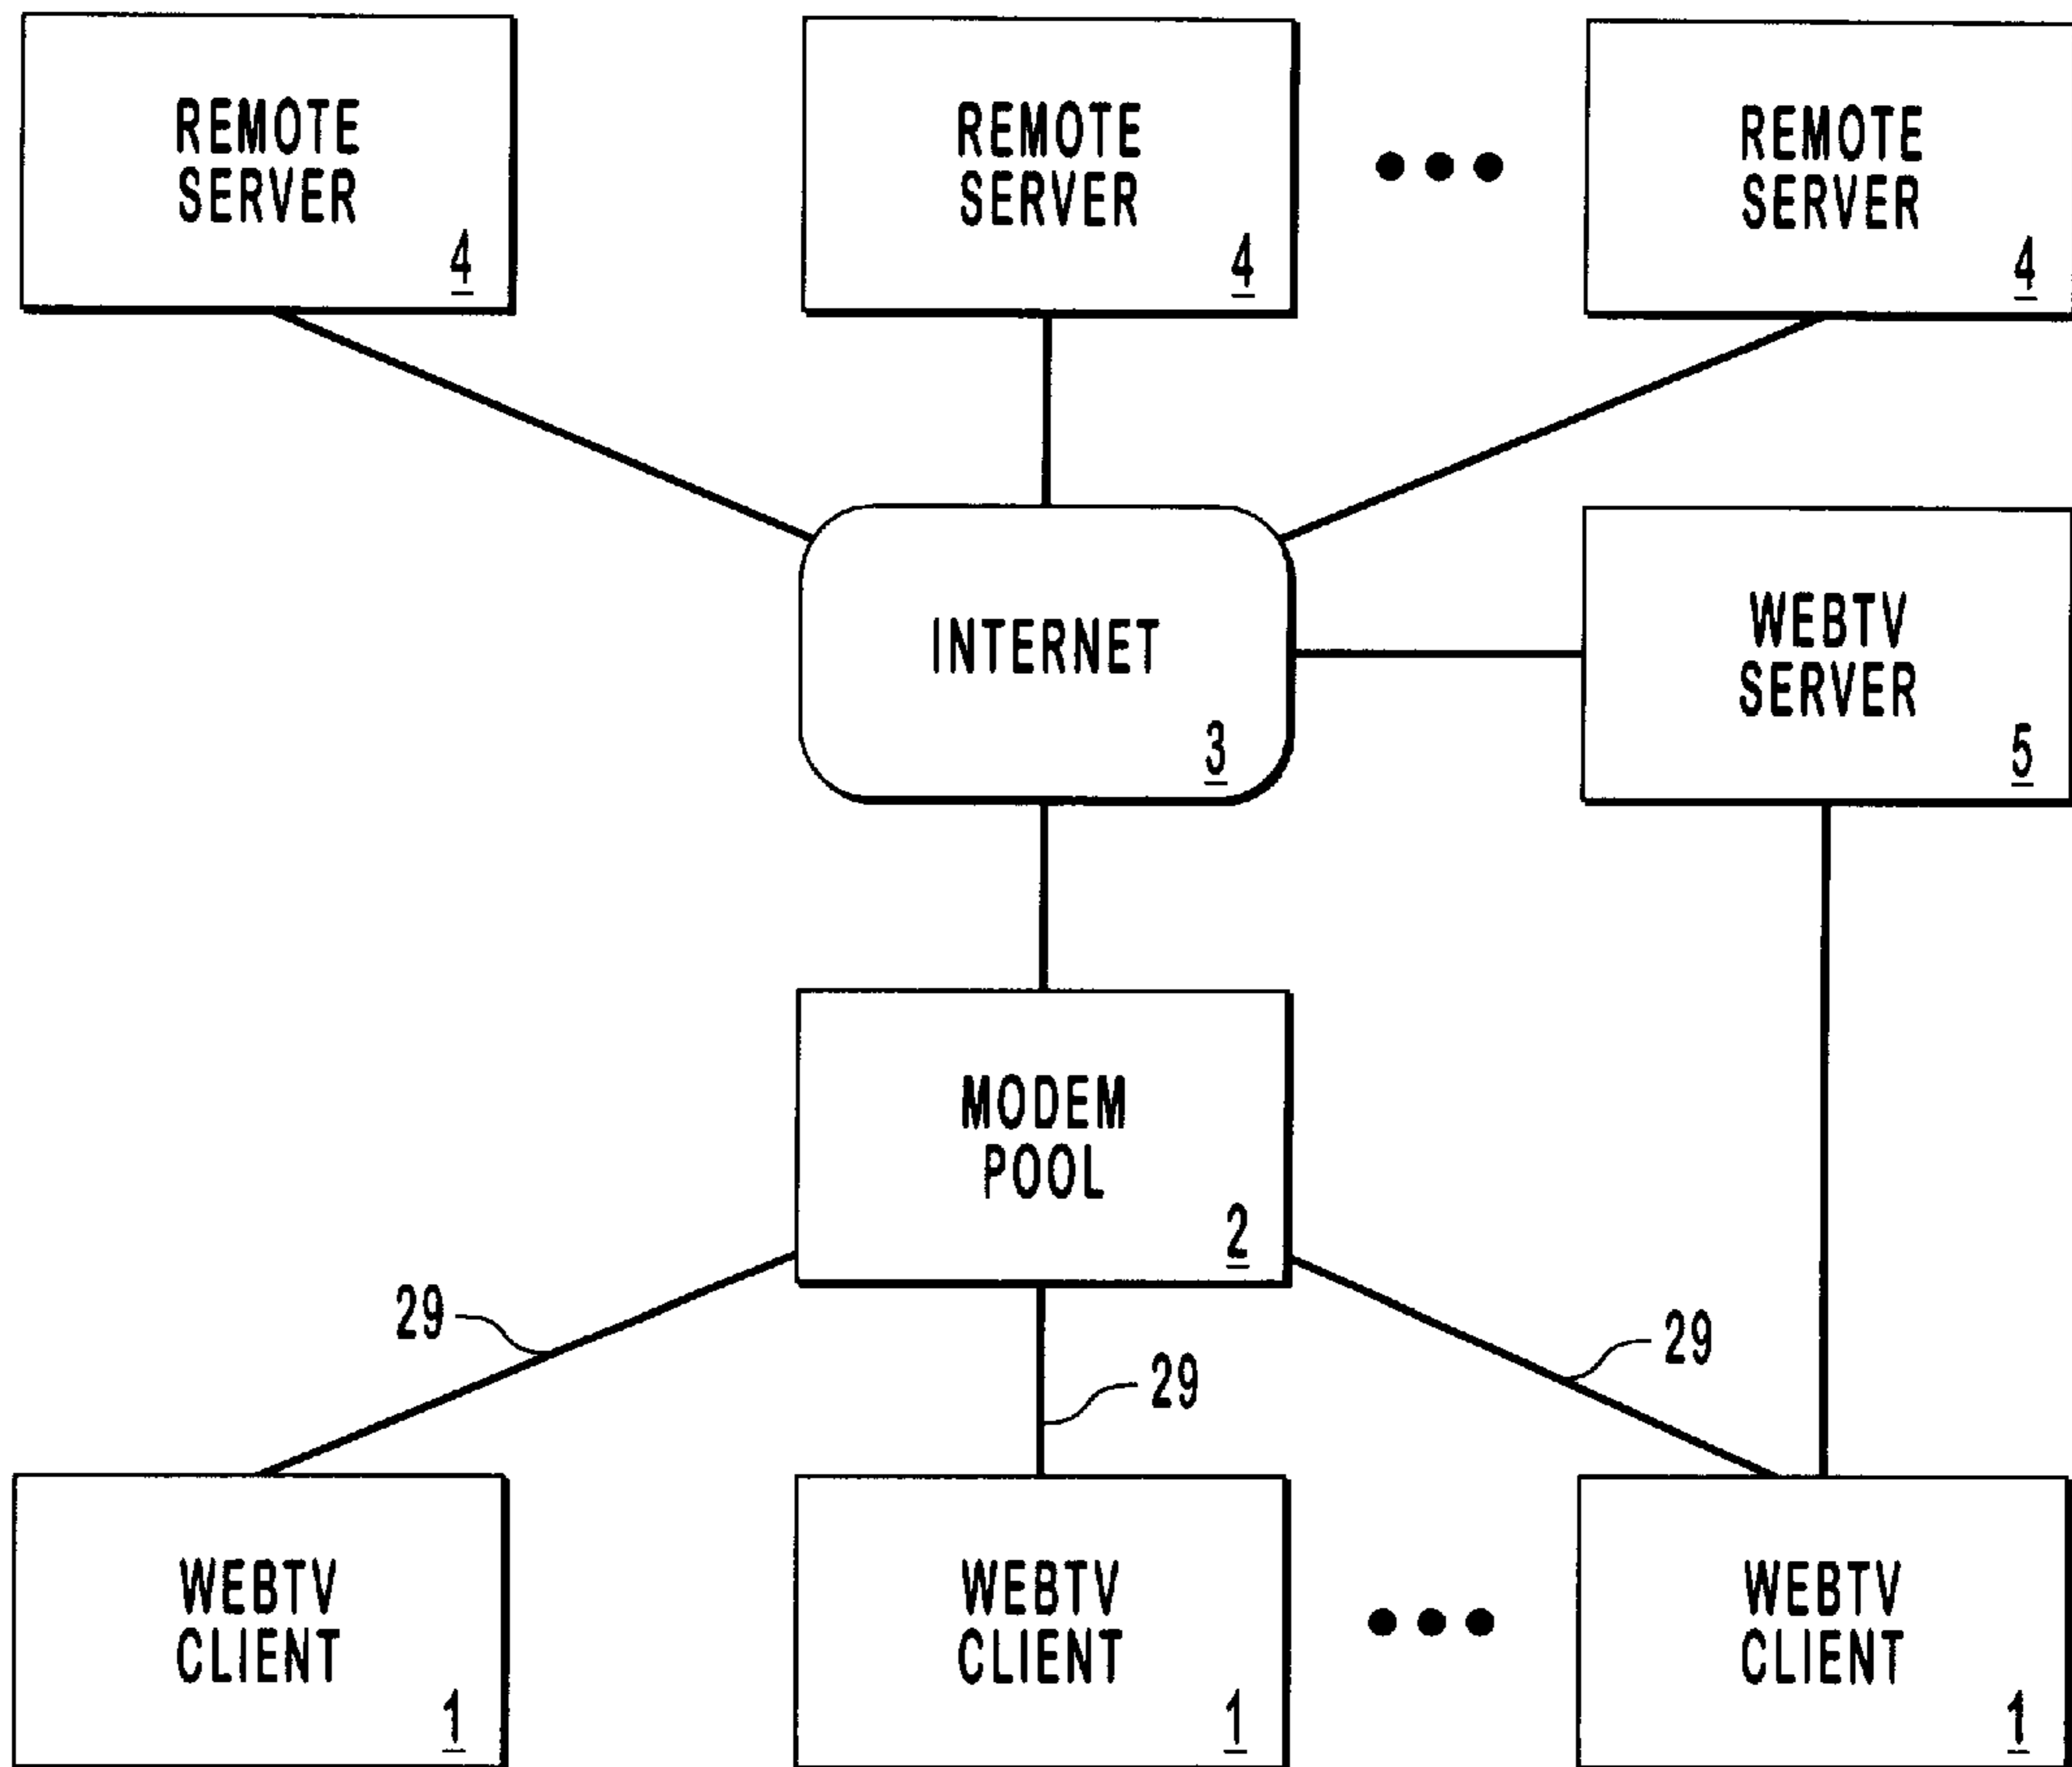 REMOTE
SERVER
4
REMOTE
SERVER
4
REMOTE
SERVER
4
INTERNET
3
WEBTV
SERVER
5
MODEM
POOL
2
29
29
29
WEBTV
CLIENT
1
WEBTV
CLIENT
1
WEBTV
CLIENT
1